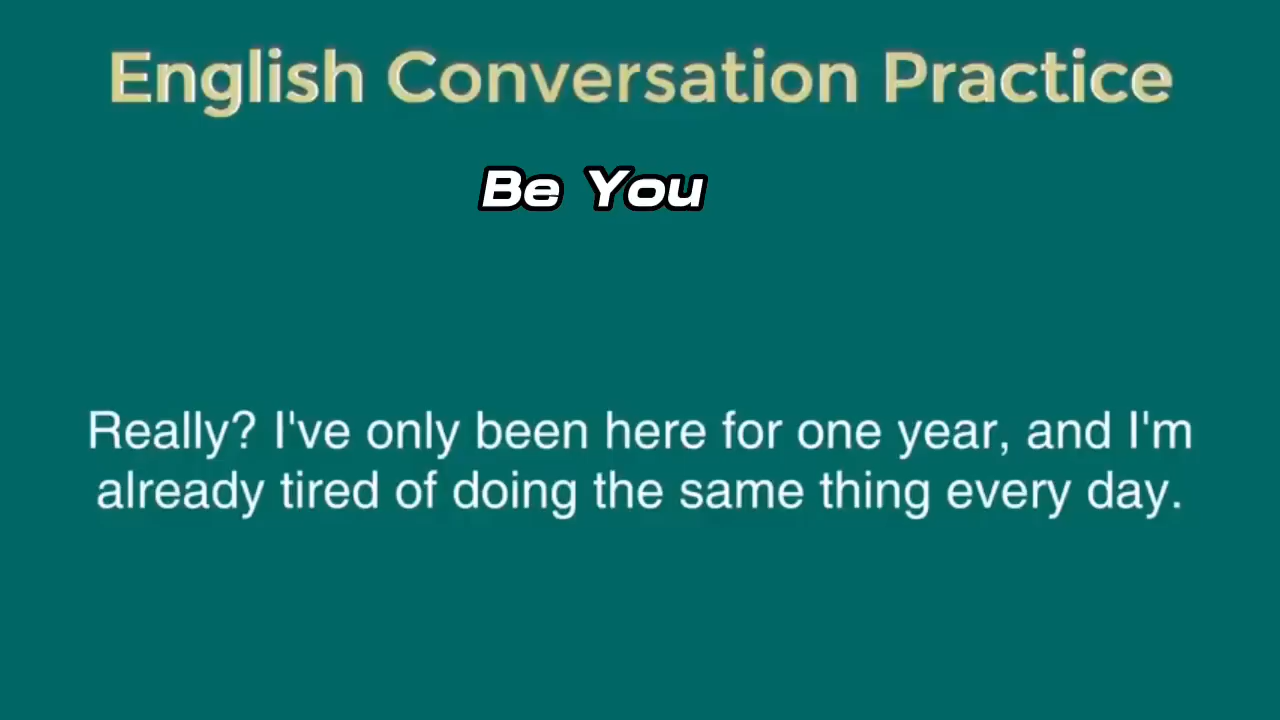 English Conversation Practice
Be You
Really? I've only been here for one year, and I'm
already tired of doing the same thing every day.